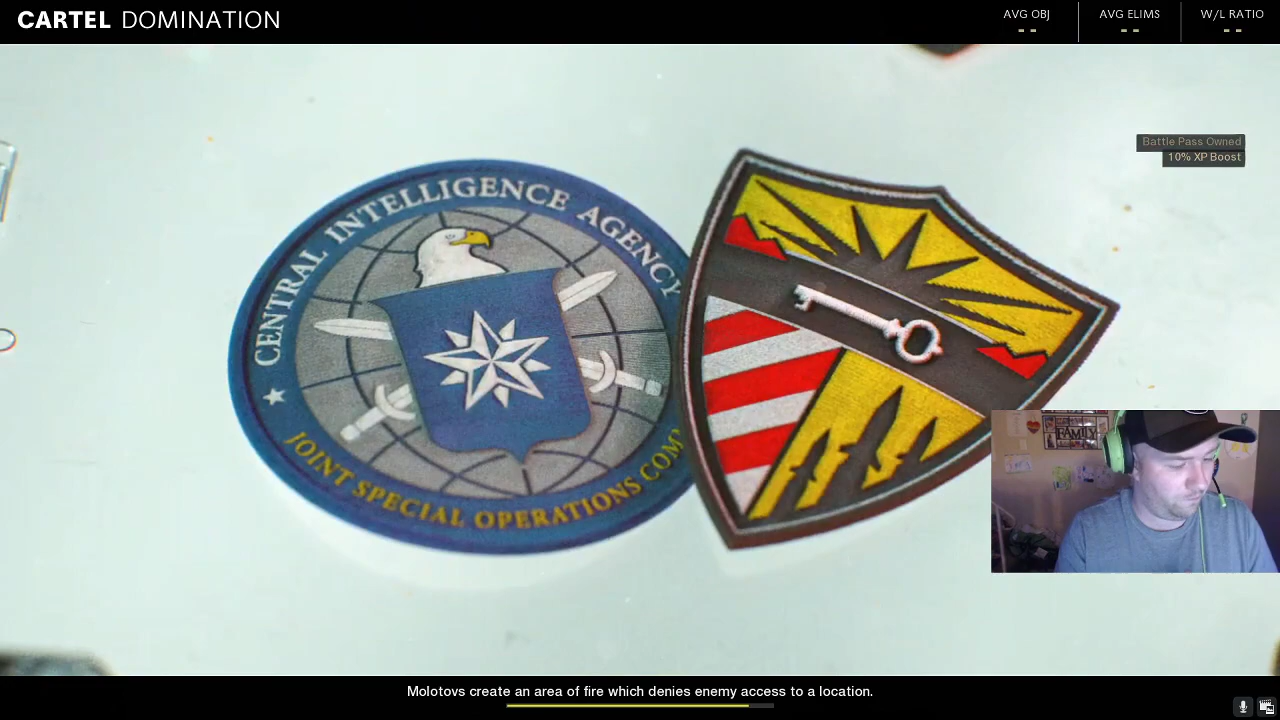 CARTEL DOMINATION
AVG OBJ
AVG ELIMS
W/L RATIO
- -
- -
- -
Battle Pass Owned
10% XP Boost
CENTRAL INTELLIGENCE AGENCY
JOINT SPECIAL OPERATIONS
FAMILY
Molotovs create an area of fire which denies enemy access to a location.